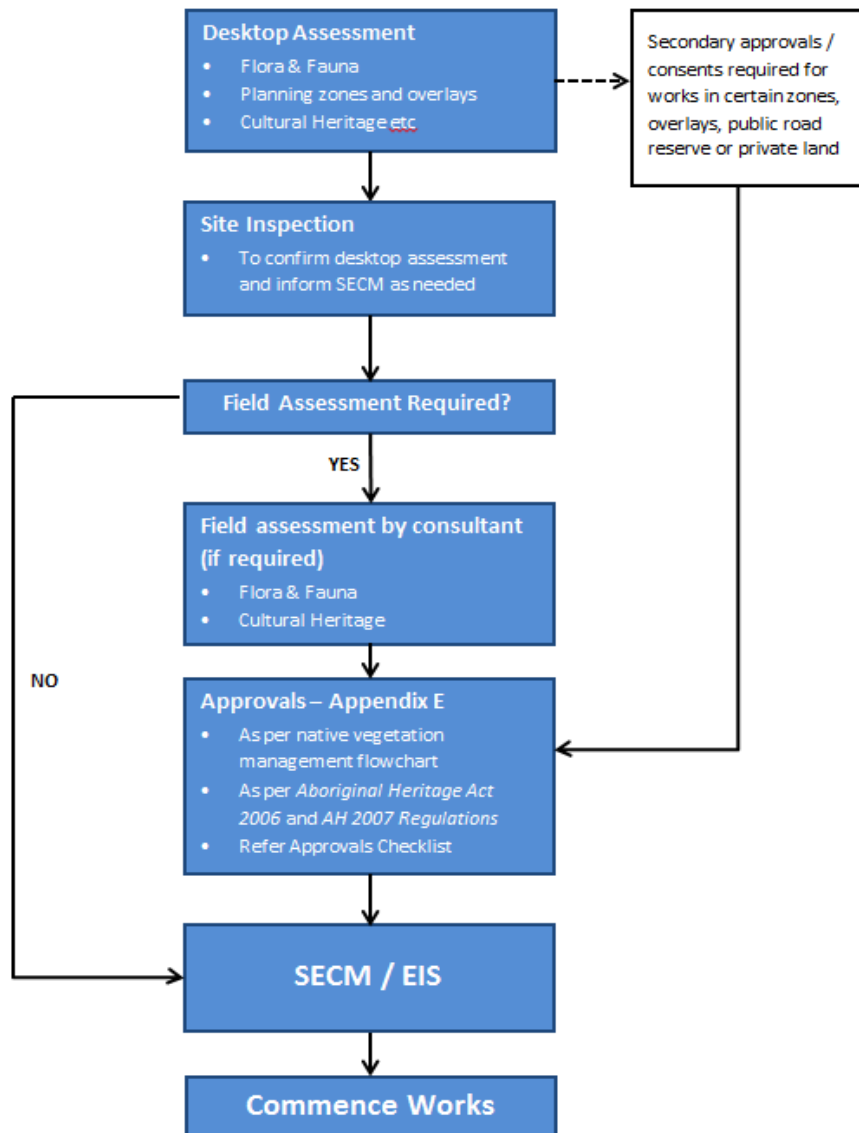 Desktop Assessment
• Flora & Fauna
• Planning zones and overlays
• Cultural Heritage etc
Secondary approvals /
consents required for
works in certain zones,
overlays, public road
reserve or private land
Site Inspection
• To confirm desktop assessment
and inform SECM as needed
Field Assessment Required?
YES
Field assessment by consultant
(if required)
• Flora & Fauna
• Cultural Heritage
NO
Approvals – Appendix E
• As per native vegetation
management flowchart
• As per Aboriginal Heritage Act
2006 and AH 2007 Regulations
• Refer Approvals Checklist
SECM / EIS
Commence Works